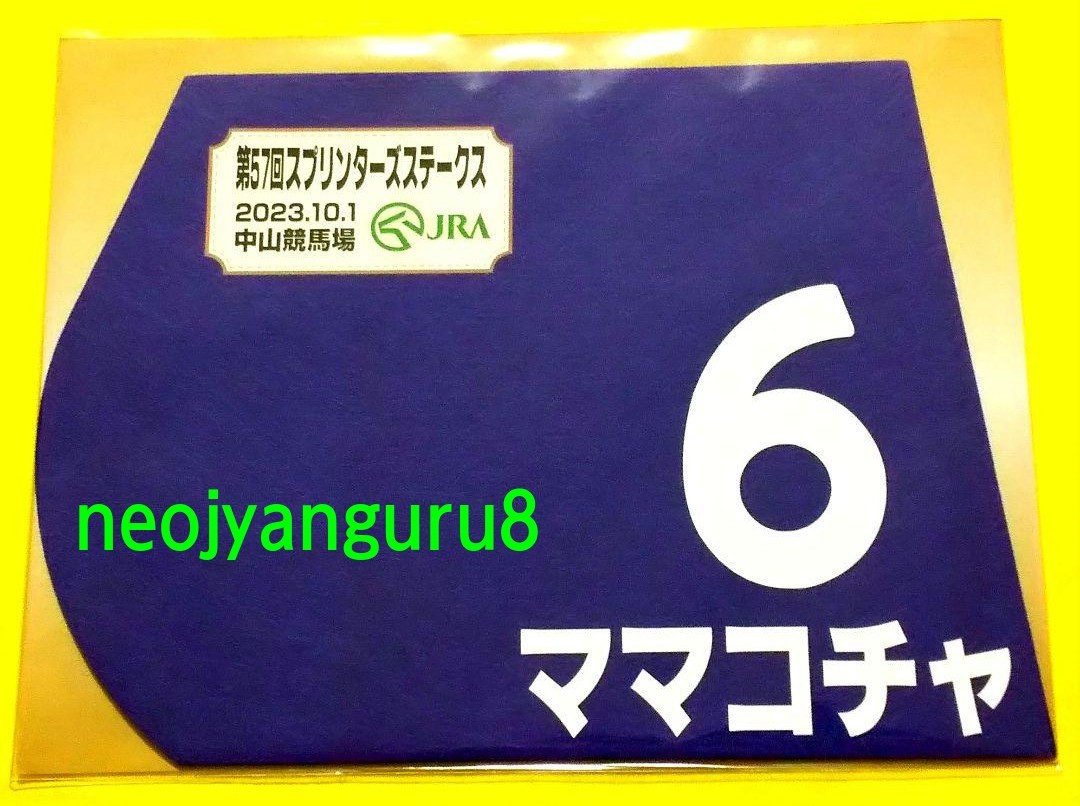 第57回スプリンターズステークス
2023.10.1
中山競馬場
JRA
6
neojyanguru8
ママコチャ